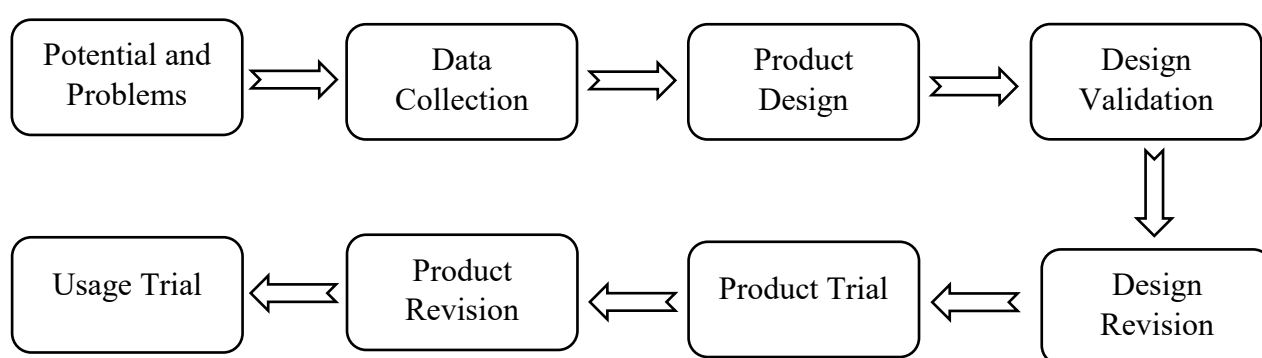 Potential and
Problems
Data
Collection
Product
Design
Design
Validation
Design
Revision
Product Trial
Product
Revision
Usage Trial